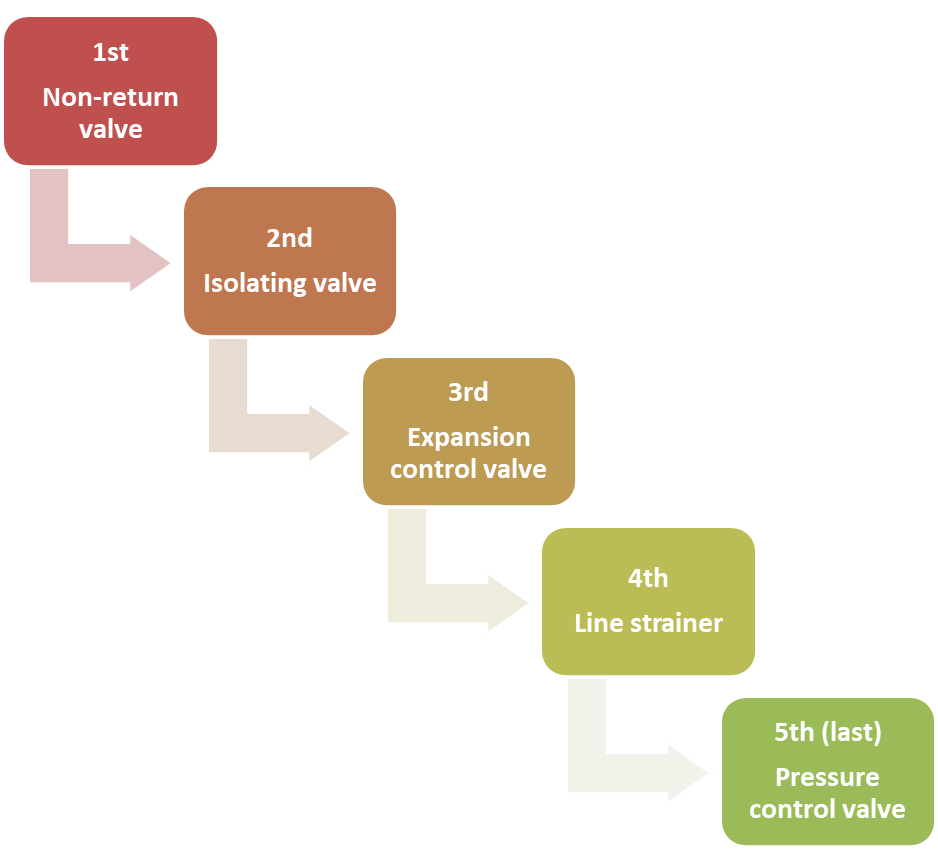 1st
Non-return
valve
2nd
Isolating valve
3rd
Expansion
control valve
4th
Line strainer
5th (last)
Pressure
control valve